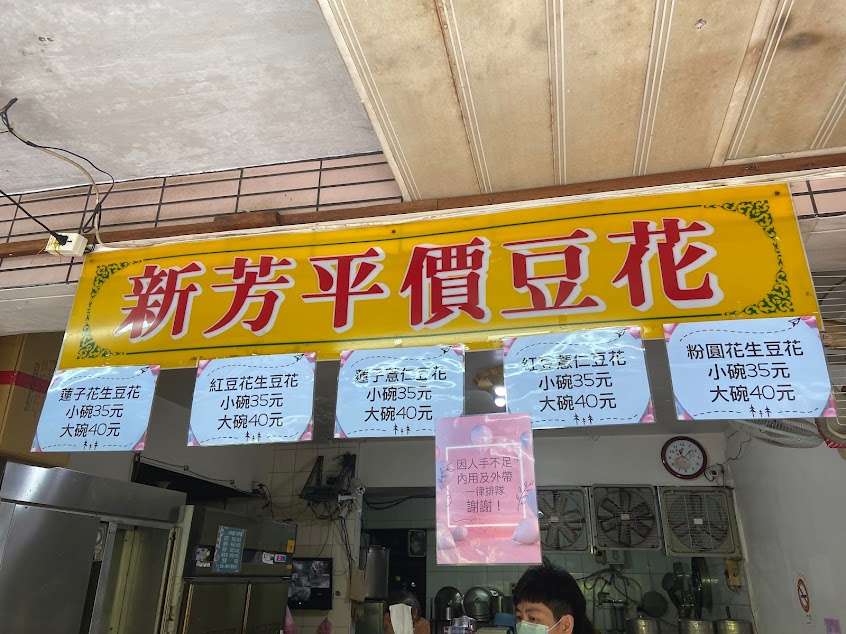 新芳平價豆花
蓮子花生豆花
小碗35元
大碗40元
紅豆花生豆花
小碗35元
大碗40元
蓮子薏仁豆花
小碗35元
大碗40元
紅豆薏仁豆花
小碗35元
大碗40元
粉圓花生豆花
小碗35元
大碗40元
因人手不足
內用及外帶
一律排隊
謝謝！